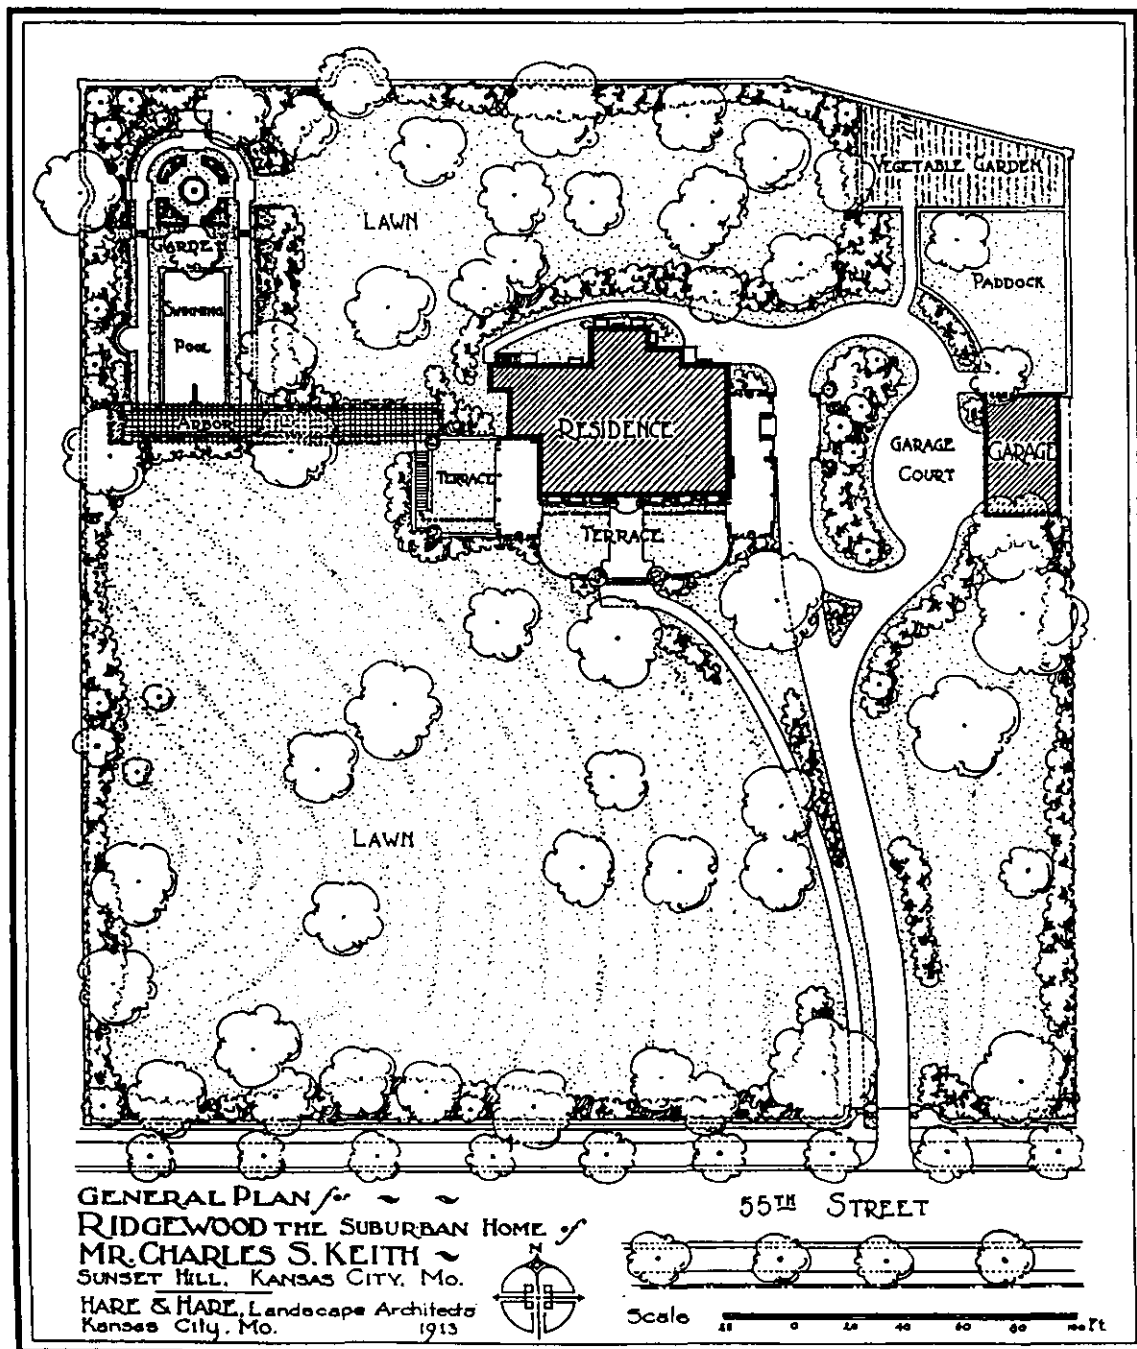 VEGETABLE GARDEN
LAWN
GARDEN
PADDOCK
SWIMMING
POOL
ARBOR
RESIDENCE
GARAGE
COURT
GARAGE
TERRACE
TERRACE
LAWN
55TH STREET
GENERAL PLAN for ~ ~
RIDGEWOOD THE SUBURBAN HOME of
MR. CHARLES S. KEITH ~
SUNSET HILL, KANSAS CITY, MO.
HARE & HARE, Landscape Architects
Kansas City, Mo. 1913
N
Scale 0 20 40 60 80 100 Ft